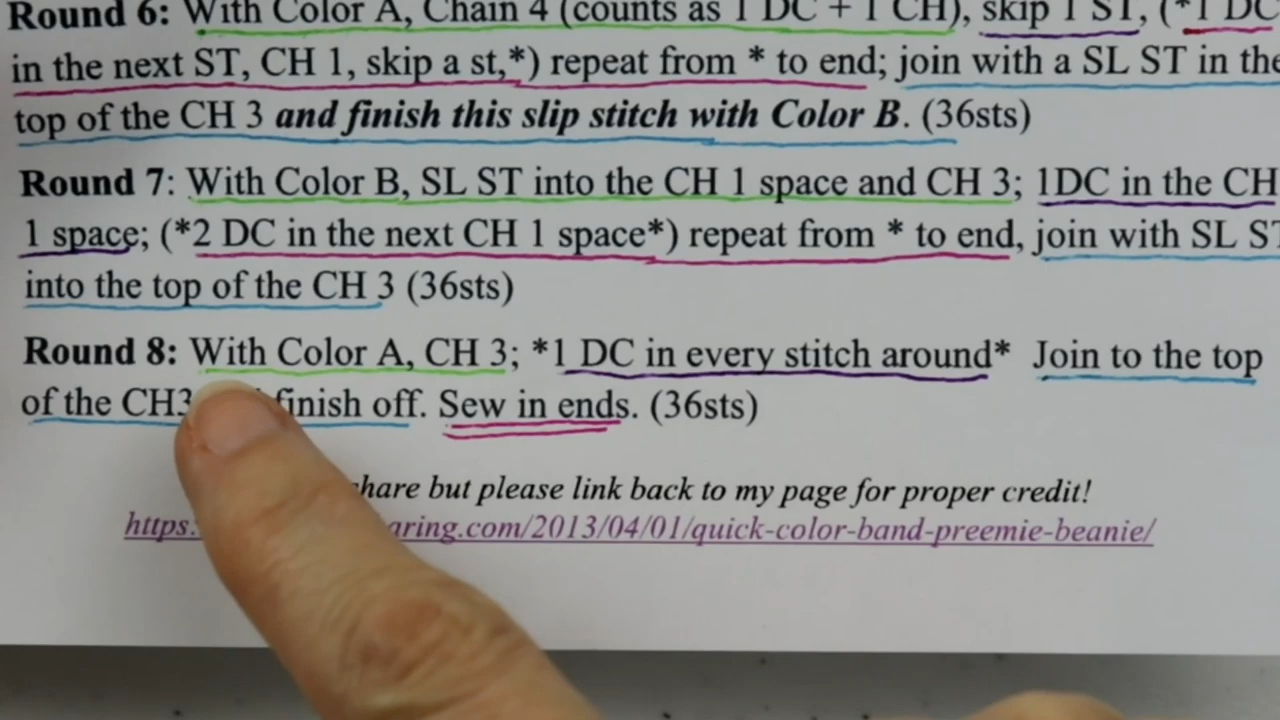 Round 6: With Color A, Chain 4 (counts as 1 DC + 1 CH), skip 1 ST, (*1 DC
in the next ST, CH 1, skip a st,*) repeat from * to end; join with a SL ST in the
top of the CH 3 and finish this slip stitch with Color B. (36sts)
Round 7: With Color B, SL ST into the CH 1 space and CH 3; 1DC in the CH
1 space; (*2 DC in the next CH 1 space*) repeat from * to end, join with SL ST
into the top of the CH 3 (36sts)
Round 8: With Color A, CH 3; *1 DC in every stitch around* Join to the top
of the CH3 finish off. Sew in ends. (36sts)
share but please link back to my page for proper credit!
https. aring.com/2013/04/01/quick-color-band-preemie-beanie/